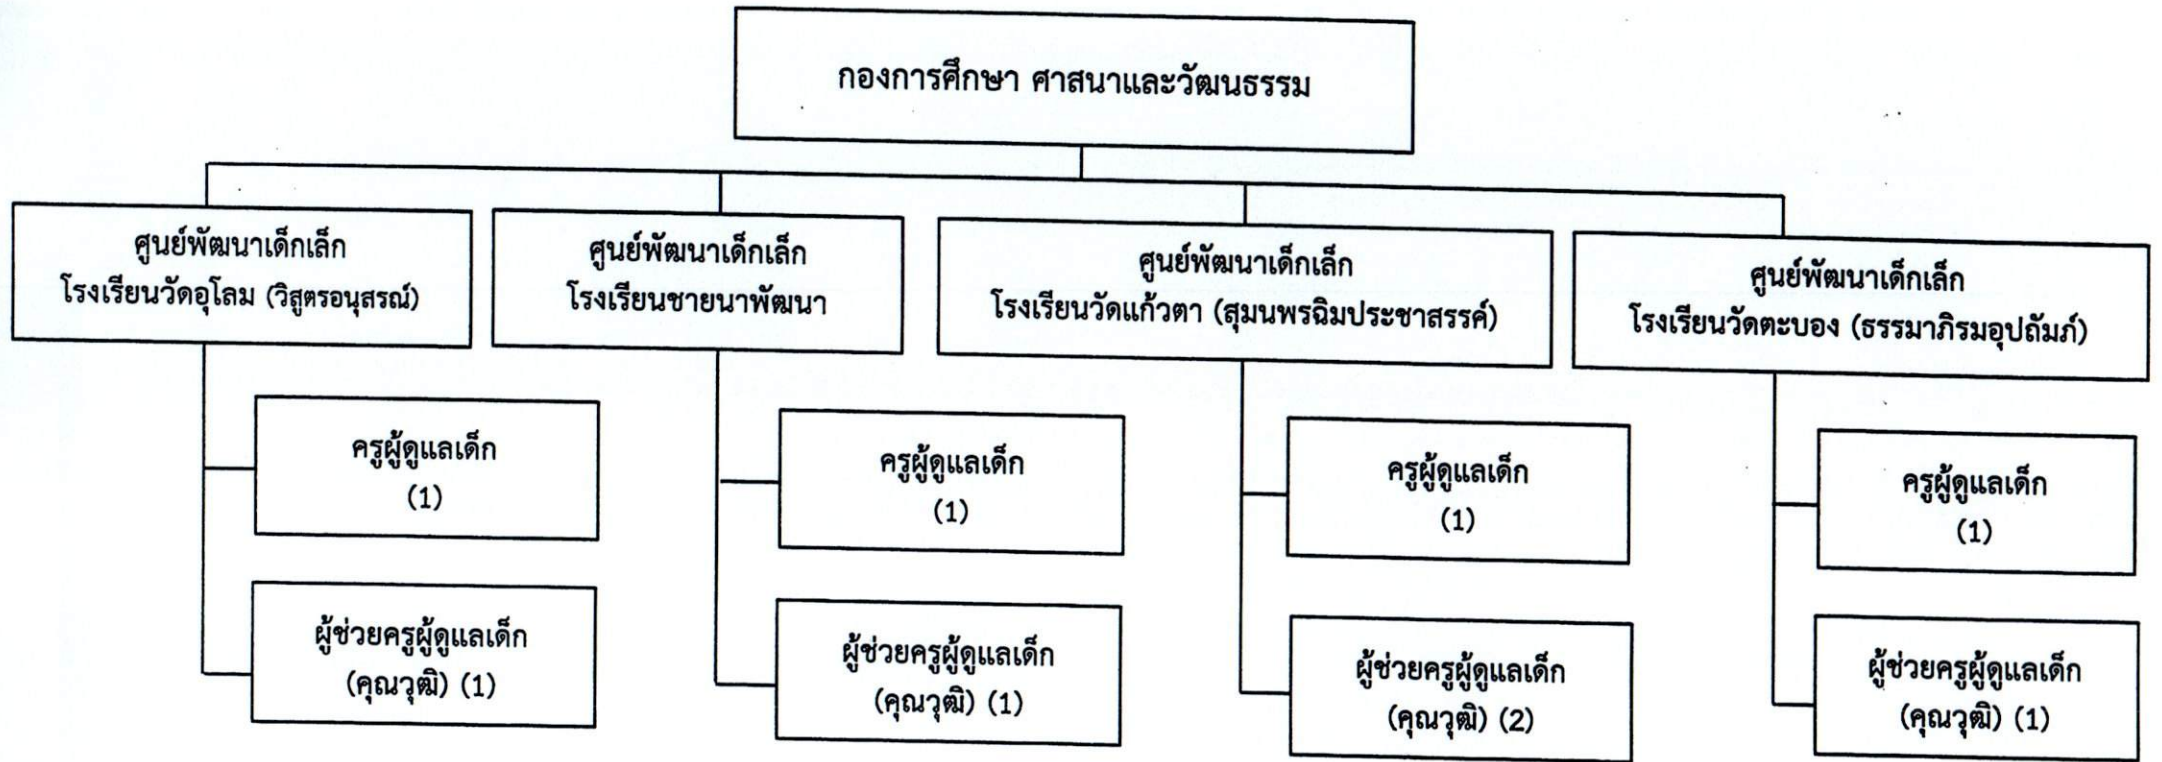 กองการศึกษา ศาสนาและวัฒนธรรม
ศูนย์พัฒนาเด็กเล็ก
โรงเรียนวัดอุโลม (วิสูตรอนุสรณ์)
ศูนย์พัฒนาเด็กเล็ก
โรงเรียนชายนาพัฒนา
ศูนย์พัฒนาเด็กเล็ก
โรงเรียนวัดแก้วตา (สุมนพรฉิมประชาสรรค์)
ศูนย์พัฒนาเด็กเล็ก
โรงเรียนวัดตะบอง (ธรรมาภิรมอุปถัมภ์)
ครูผู้ดูแลเด็ก
(1)
ครูผู้ดูแลเด็ก
(1)
ครูผู้ดูแลเด็ก
(1)
ครูผู้ดูแลเด็ก
(1)
ผู้ช่วยครูผู้ดูแลเด็ก
(คุณวุฒิ) (1)
ผู้ช่วยครูผู้ดูแลเด็ก
(คุณวุฒิ) (1)
ผู้ช่วยครูผู้ดูแลเด็ก
(คุณวุฒิ) (2)
ผู้ช่วยครูผู้ดูแลเด็ก
(คุณวุฒิ) (1)